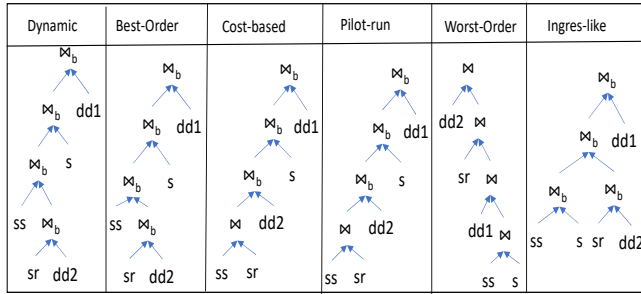 Dynamic Best-Order Cost-based Pilot-run Worst-Order Ingres-like
⋈b ⋈b ⋈b ⋈b ⋈ ⋈b
⋈b dd1 ⋈b dd1 ⋈b dd1 ⋈b dd1 dd2 ⋈ ⋈b dd1
⋈b s ⋈b s ⋈b s ⋈b s sr ⋈ ⋈b ⋈b
ss ⋈b ss ⋈b ⋈ dd2 ⋈ dd2 dd1 ⋈ ss s sr dd2
sr dd2 sr dd2 ss sr ss sr ss s